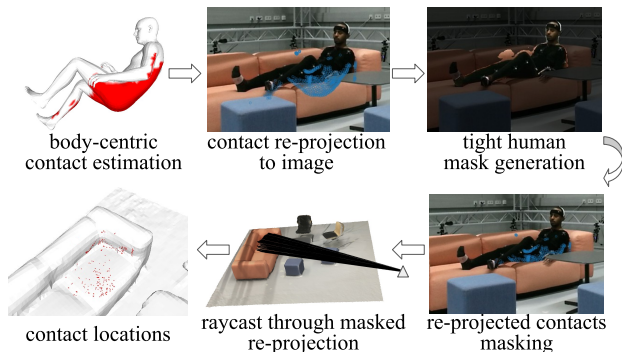 body-centric
contact estimation
contact re-projection
to image
tight human
mask generation
contact locations
raycast through masked
re-projection
re-projected contacts
masking